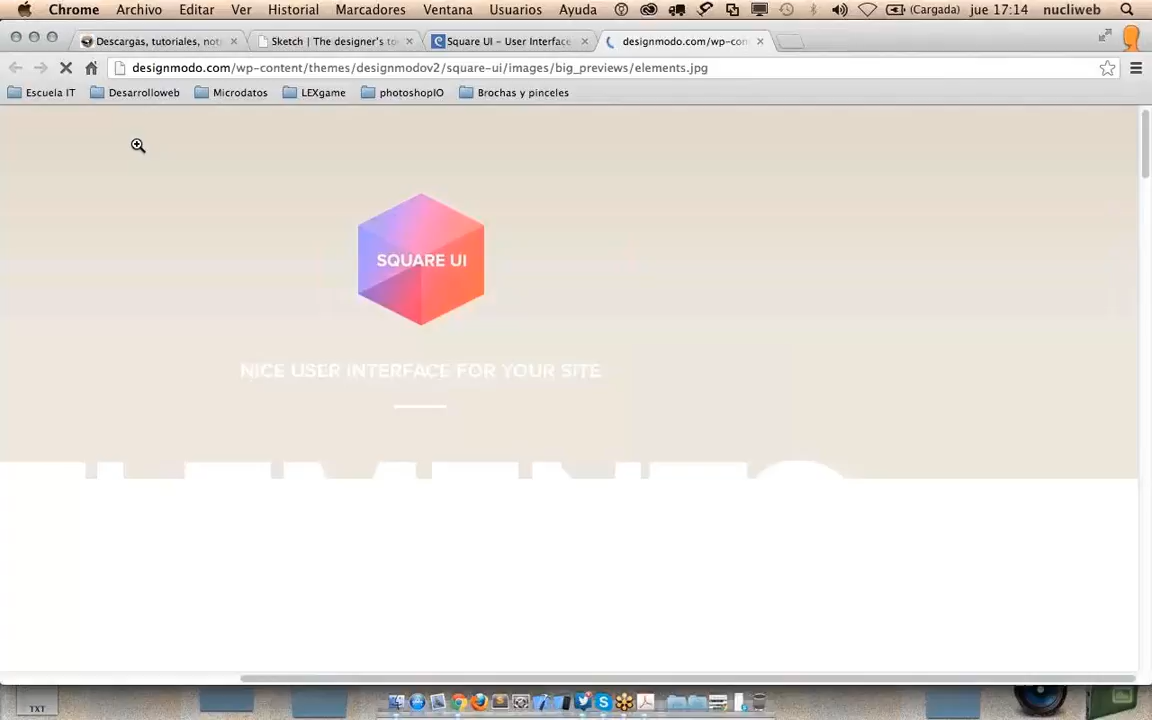 Chrome Archivo Editar Ver Historial Marcadores Ventana Usuarios Ayuda (Cargada) jue 17:14 nucliweb
Descargas, tutoriales, not Sketch | The designer's to Square UI - User Interface designmodo.com/wp-con
designmodo.com/wp-content/themes/designmodov2/square-ui/images/big_previews/elements.jpg
Escuela IT Desarrolloweb Microdatos LEXgame photoshopIO Brochas y pinceles
SQUARE UI
NICE USER INTERFACE FOR YOUR SITE
TXT